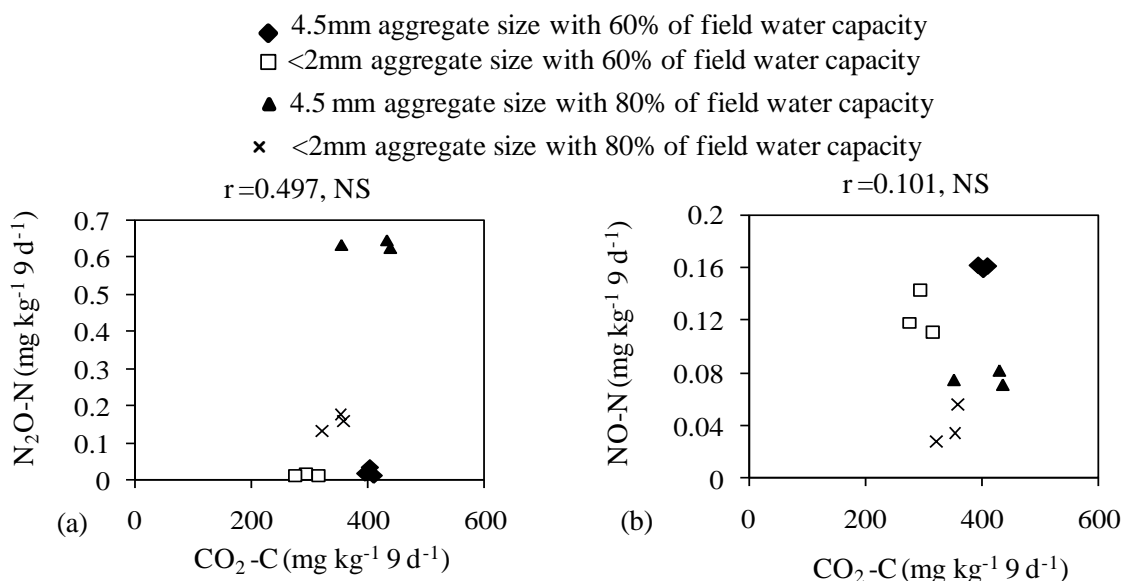 4.5mm aggregate size with 60% of field water capacity
<2mm aggregate size with 60% of field water capacity
4.5 mm aggregate size with 80% of field water capacity
<2mm aggregate size with 80% of field water capacity
r=0.497, NS
N₂O-N (mg kg⁻¹ 9 d⁻¹)
0.7
0.6
0.5
0.4
0.3
0.2
0.1
0
0 200 400 600
(a)
CO₂-C (mg kg⁻¹ 9 d⁻¹)
r=0.101, NS
NO-N (mg kg⁻¹ 9 d⁻¹)
0.2
0.16
0.12
0.08
0.04
0
0 200 400 600
(b)
CO₂-C (mg kg⁻¹ 9 d⁻¹)